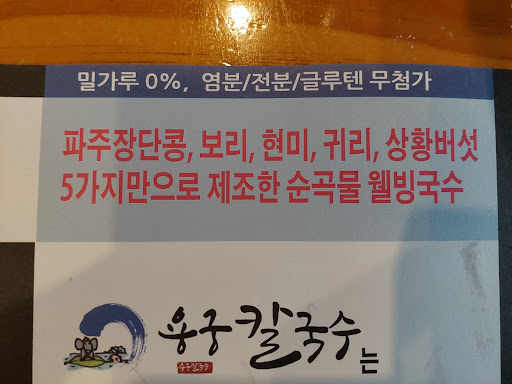 밀가루 0%, 염분/전분/글루텐 무첨가
파주장단콩, 보리, 현미, 귀리, 상황버섯
5가지만으로 제조한 순곡물 웰빙국수
용궁칼국수는